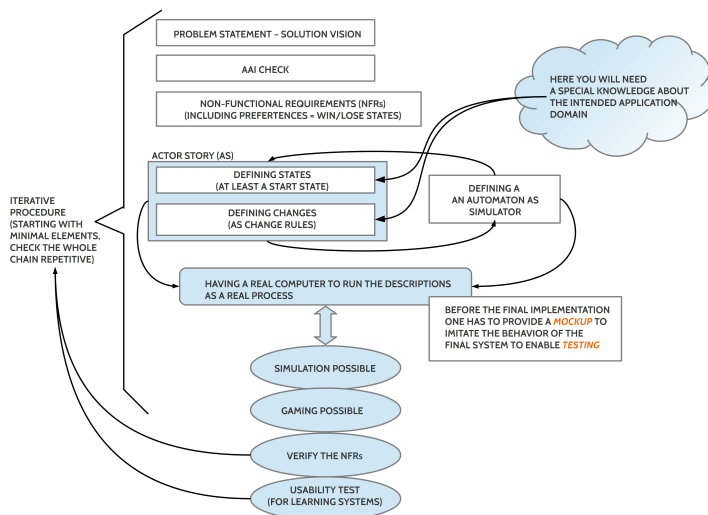 PROBLEM STATEMENT – SOLUTION VISION
AAI CHECK
NON-FUNCTIONAL REQUIREMENTS (NFRs)
(INCLUDING PREFERTENCES = WIN/LOSE STATES)
HERE YOU WILL NEED
A SPECIAL KNOWLEDGE ABOUT
THE INTENDED APPLICATION
DOMAIN
ACTOR STORY (AS)
DEFINING STATES
(AT LEAST A START STATE)
DEFINING CHANGES
(AS CHANGE RULES)
DEFINING A
AN AUTOMATON AS
SIMULATOR
ITERATIVE
PROCEDURE
(STARTING WITH
MINIMAL ELEMENTS,
CHECK THE WHOLE
CHAIN REPETITIVE)
HAVING A REAL COMPUTER TO RUN THE DESCRIPTIONS
AS A REAL PROCESS
BEFORE THE FINAL IMPLEMENTATION
ONE HAS TO PROVIDE A MOCKUP TO
IMITATE THE BEHAVIOR OF THE
FINAL SYSTEM TO ENABLE TESTING
SIMULATION POSSIBLE
GAMING POSSIBLE
VERIFY THE NFRs
USABILITY TEST
(FOR LEARNING SYSTEMS)